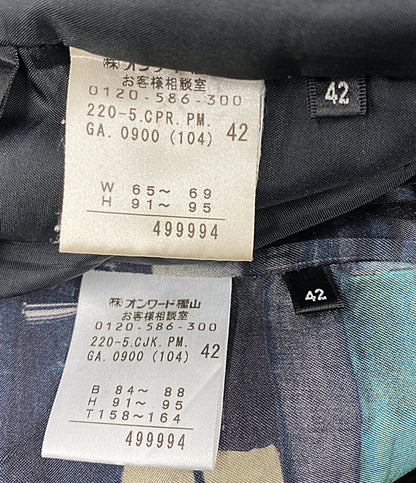 ㈱オンワード樫山
お客様相談室
0120-586-300
220-5.CPR.PM.
GA. 0900 (104) 42
W 65～ 69
H 91～ 95
499994
42
㈱オンワード樫山
お客様相談室
0120-586-300
220-5.CJK.PM.
GA. 0900 (104) 42
B 84～ 88
H 91～ 95
T158～164
499994
42